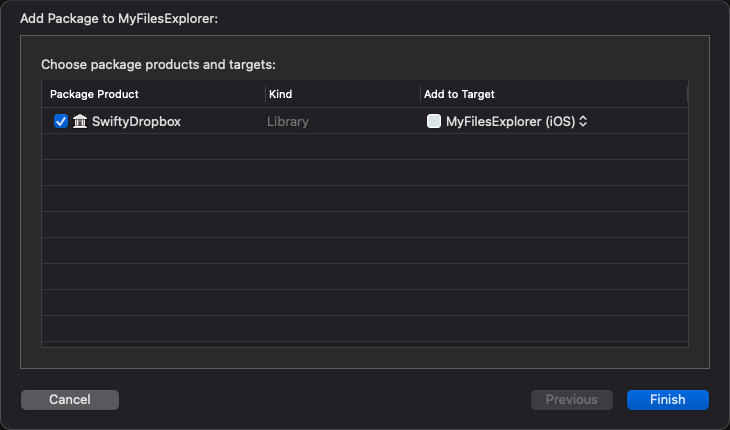 Add Package to MyFilesExplorer:
Choose package products and targets:
Package Product Kind Add to Target
SwiftyDropbox Library MyFilesExplorer (iOS)
Cancel Previous Finish